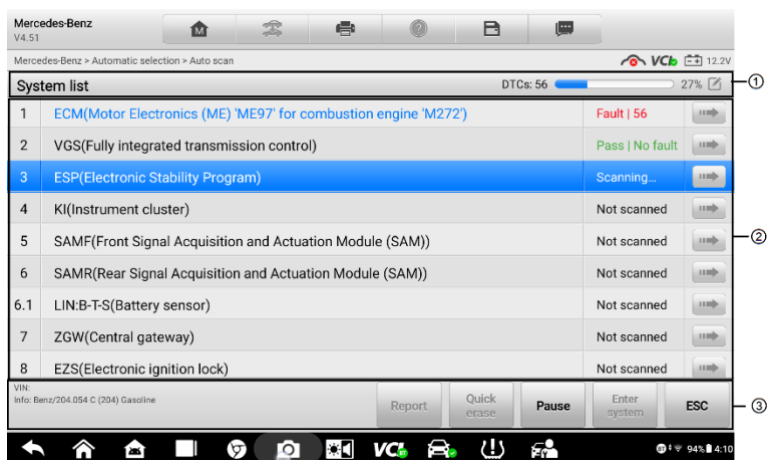 Mercedes-Benz
V4.51
M
Mercedes-Benz > Automatic selection > Auto scan
VCI
12.2V
System list
DTCs: 56
27%
①
1 ECM(Motor Electronics (ME) 'ME97' for combustion engine 'M272') Fault | 56
2 VGS(Fully integrated transmission control) Pass | No fault
3 ESP(Electronic Stability Program) Scanning...
4 KI(Instrument cluster) Not scanned
5 SAMF(Front Signal Acquisition and Actuation Module (SAM)) Not scanned
②
6 SAMR(Rear Signal Acquisition and Actuation Module (SAM)) Not scanned
6.1 LIN:B-T-S(Battery sensor) Not scanned
7 ZGW(Central gateway) Not scanned
8 EZS(Electronic ignition lock) Not scanned
VIN:
Info: Benz/204.054 C (204) Gasoline
Report
Quick erase
Pause
Enter system
ESC
③
VCI
94% 4:10